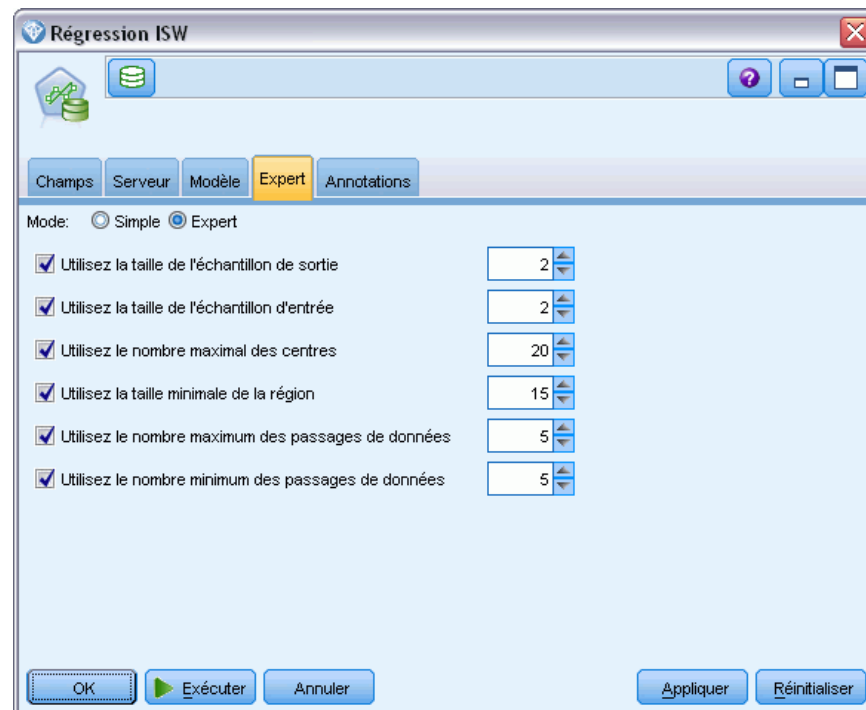 Régression ISW
?
Champs Serveur Modèle Expert Annotations
Mode: Simple Expert
Utilisez la taille de l'échantillon de sortie 2
Utilisez la taille de l'échantillon d'entrée 2
Utilisez le nombre maximal des centres 20
Utilisez la taille minimale de la région 15
Utilisez le nombre maximum des passages de données 5
Utilisez le nombre minimum des passages de données 5
OK Exécuter Annuler Appliquer Réinitialiser